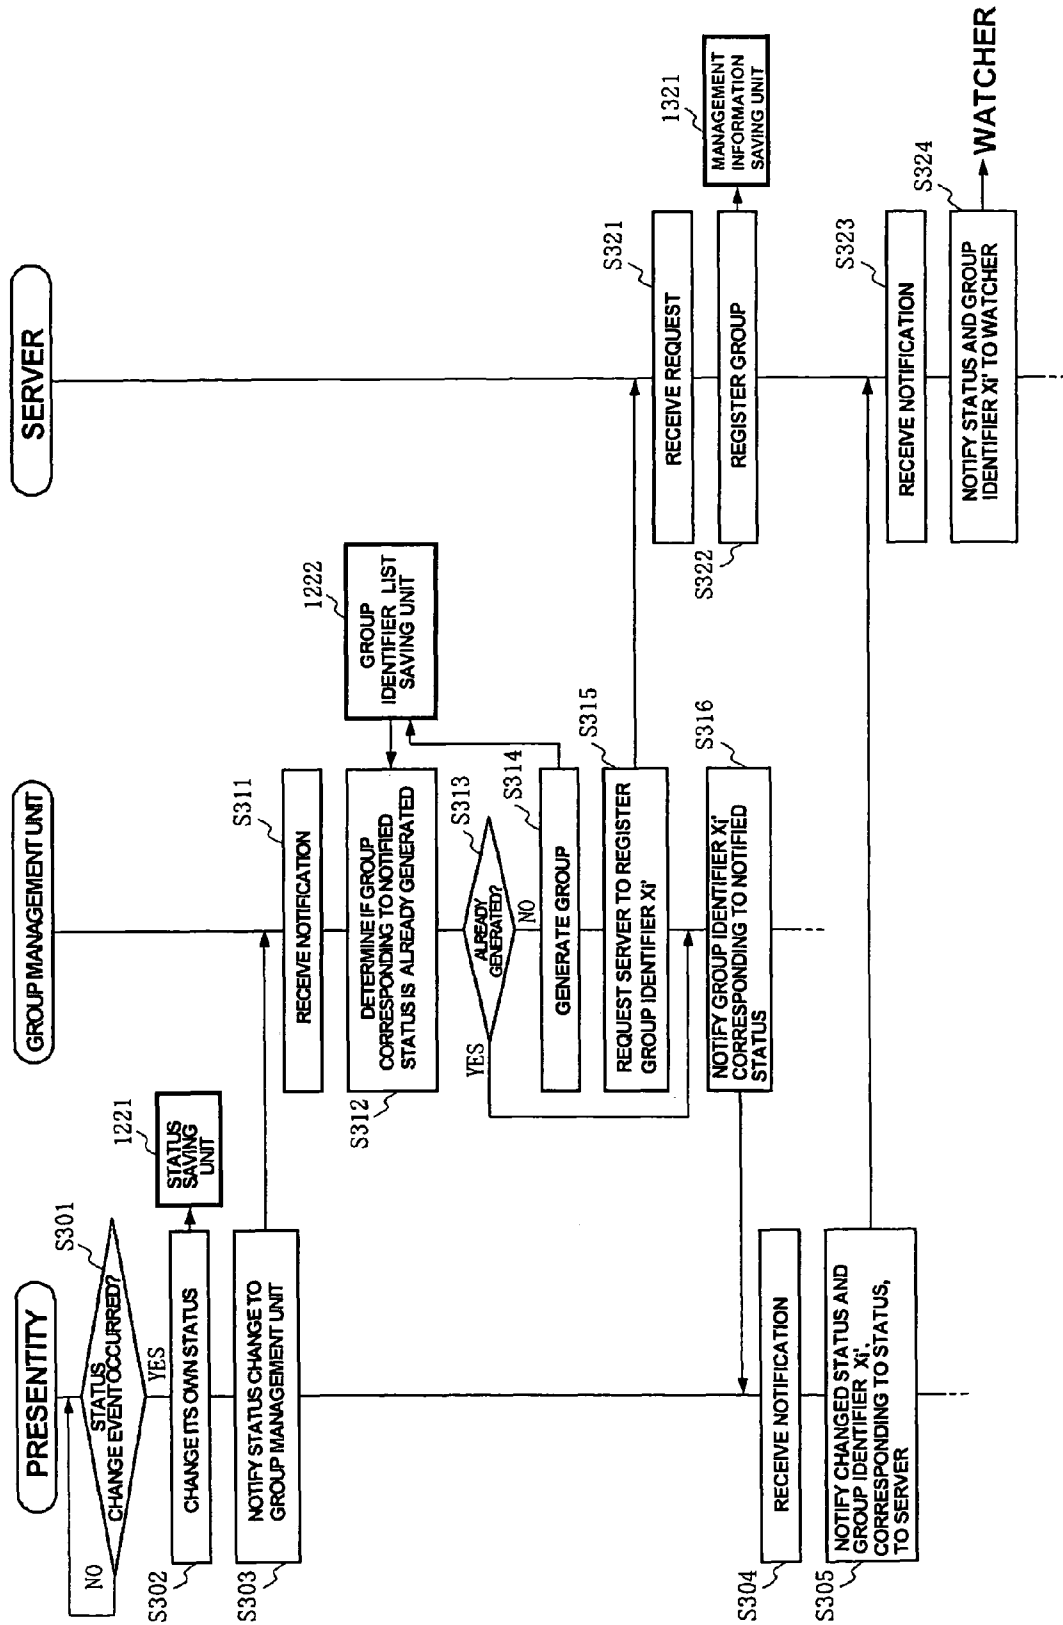 PRESENTITY
S301
STATUS
CHANGE EVENT OCCURRED?
NO
YES
1221
STATUS
SAVING
UNIT
S302
CHANGE ITS OWN STATUS
S303
NOTIFY STATUS CHANGE TO
GROUP MANAGEMENT UNIT
S304
RECEIVE NOTIFICATION
S305
NOTIFY CHANGED STATUS AND
GROUP IDENTIFIER Xi',
CORRESPONDING TO STATUS,
TO SERVER
GROUP MANAGEMENT UNIT
S311
RECEIVE NOTIFICATION
1222
GROUP
IDENTIFIER LIST
SAVING UNIT
S312
DETERMINE IF GROUP
CORRESPONDING TO NOTIFIED
STATUS IS ALREADY GENERATED
S313
ALREADY
GENERATED?
YES
NO
S314
GENERATE GROUP
S315
REQUEST SERVER TO REGISTER
GROUP IDENTIFIER Xi'
S316
NOTIFY GROUP IDENTIFIER Xi'
CORRESPONDING TO NOTIFIED
STATUS
SERVER
S321
RECEIVE REQUEST
1321
MANAGEMENT
INFORMATION
SAVING UNIT
S322
REGISTER GROUP
S323
RECEIVE NOTIFICATION
S324
NOTIFY STATUS AND GROUP
IDENTIFIER Xi' TO WATCHER
WATCHER